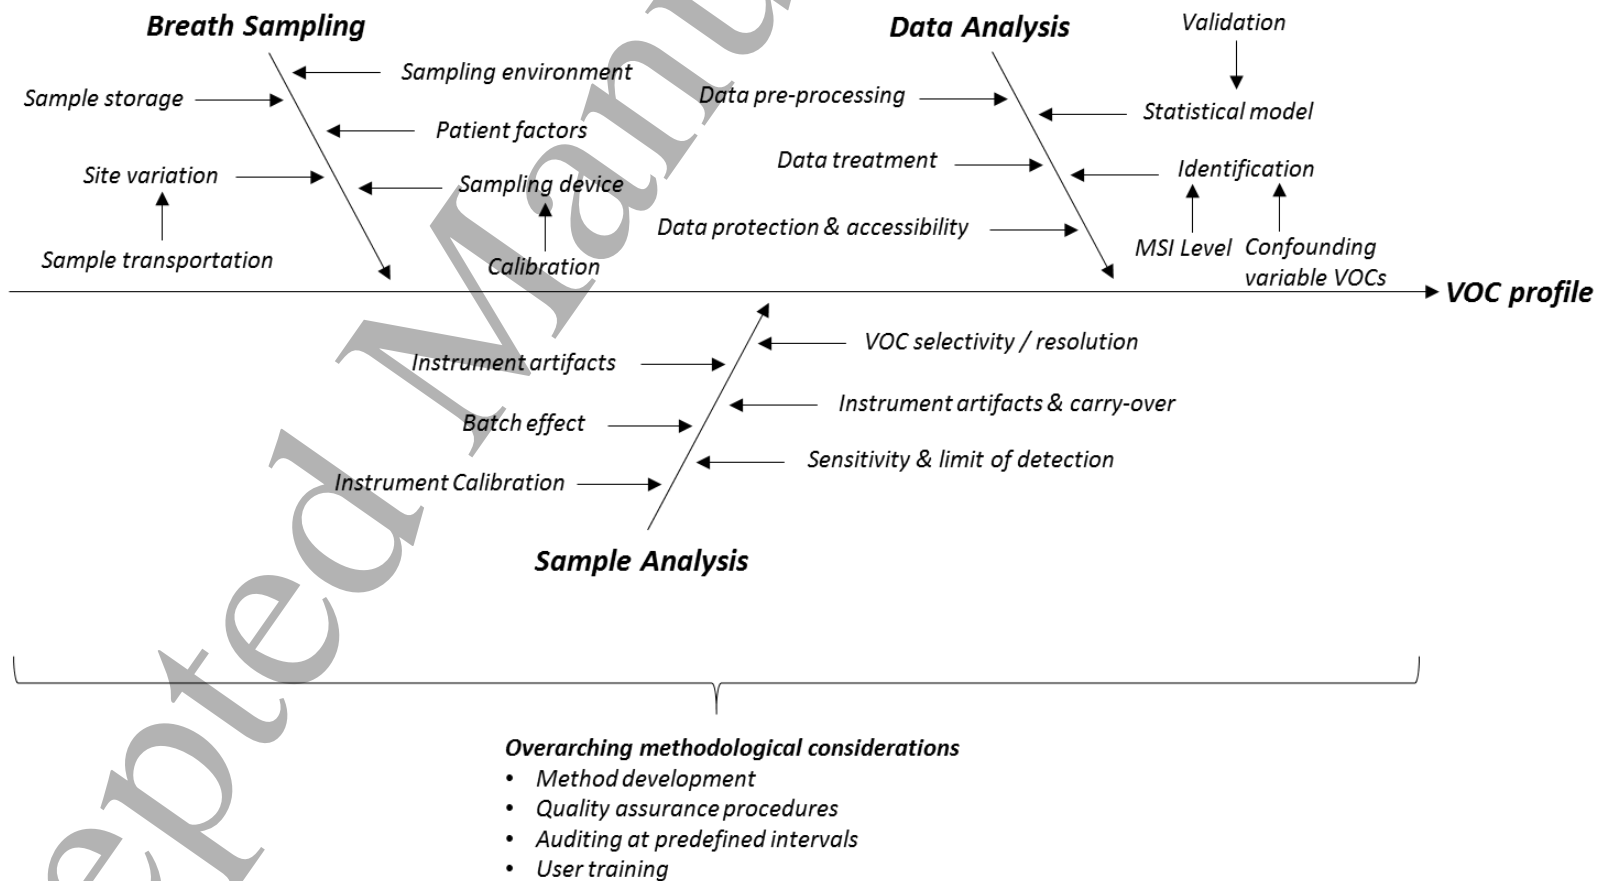 Breath Sampling
Sampling environment
Sample storage
Patient factors
Site variation
Sampling device
Sample transportation
Calibration
Data Analysis
Validation
Data pre-processing
Statistical model
Data treatment
Identification
Data protection & accessibility
MSI Level
Confounding
variable VOCs
VOC profile
VOC selectivity / resolution
Instrument artifacts
Instrument artifacts & carry-over
Batch effect
Sensitivity & limit of detection
Instrument Calibration
Sample Analysis
Overarching methodological considerations
• Method development
• Quality assurance procedures
• Auditing at predefined intervals
• User training
epted Manu